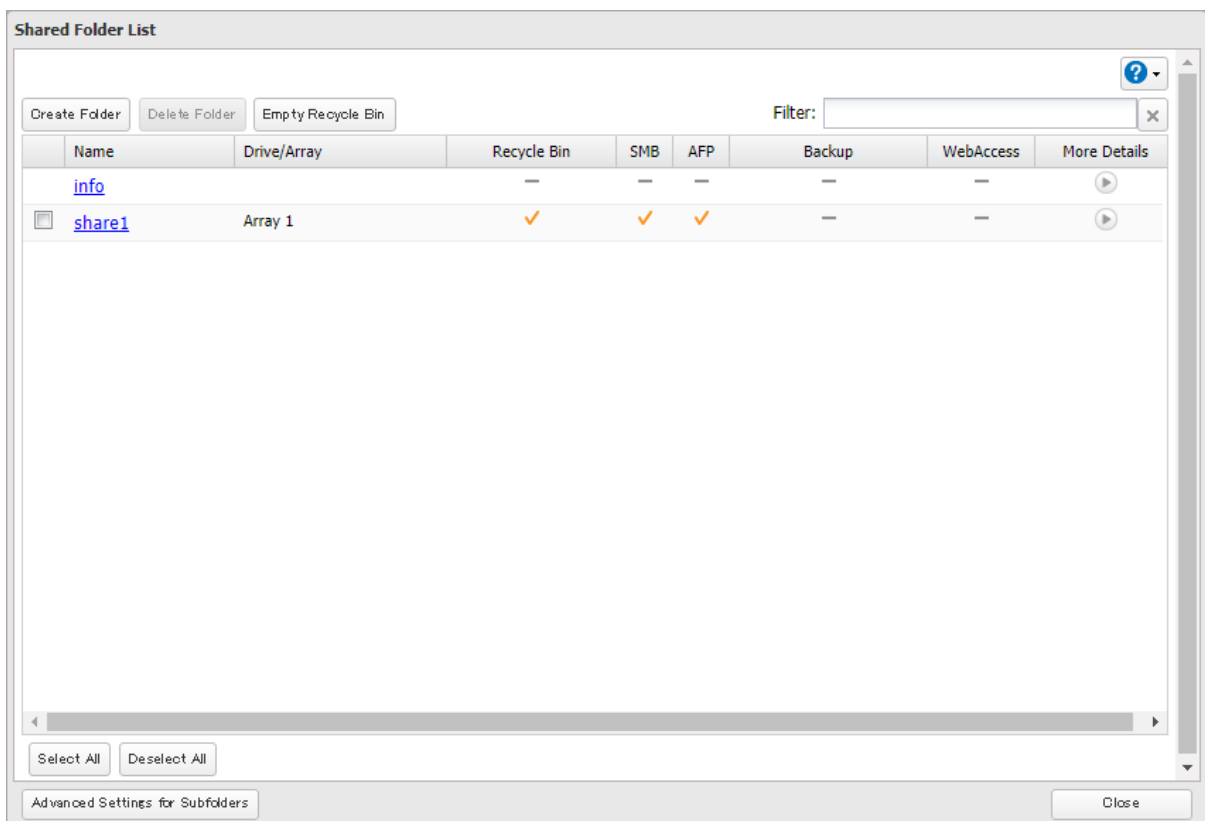 Shared Folder List
Create Folder Delete Folder Empty Recycle Bin Filter:
Name Drive/Array Recycle Bin SMB AFP Backup WebAccess More Details
info
share1 Array 1
Select All Deselect All
Advanced Settings for Subfolders Close